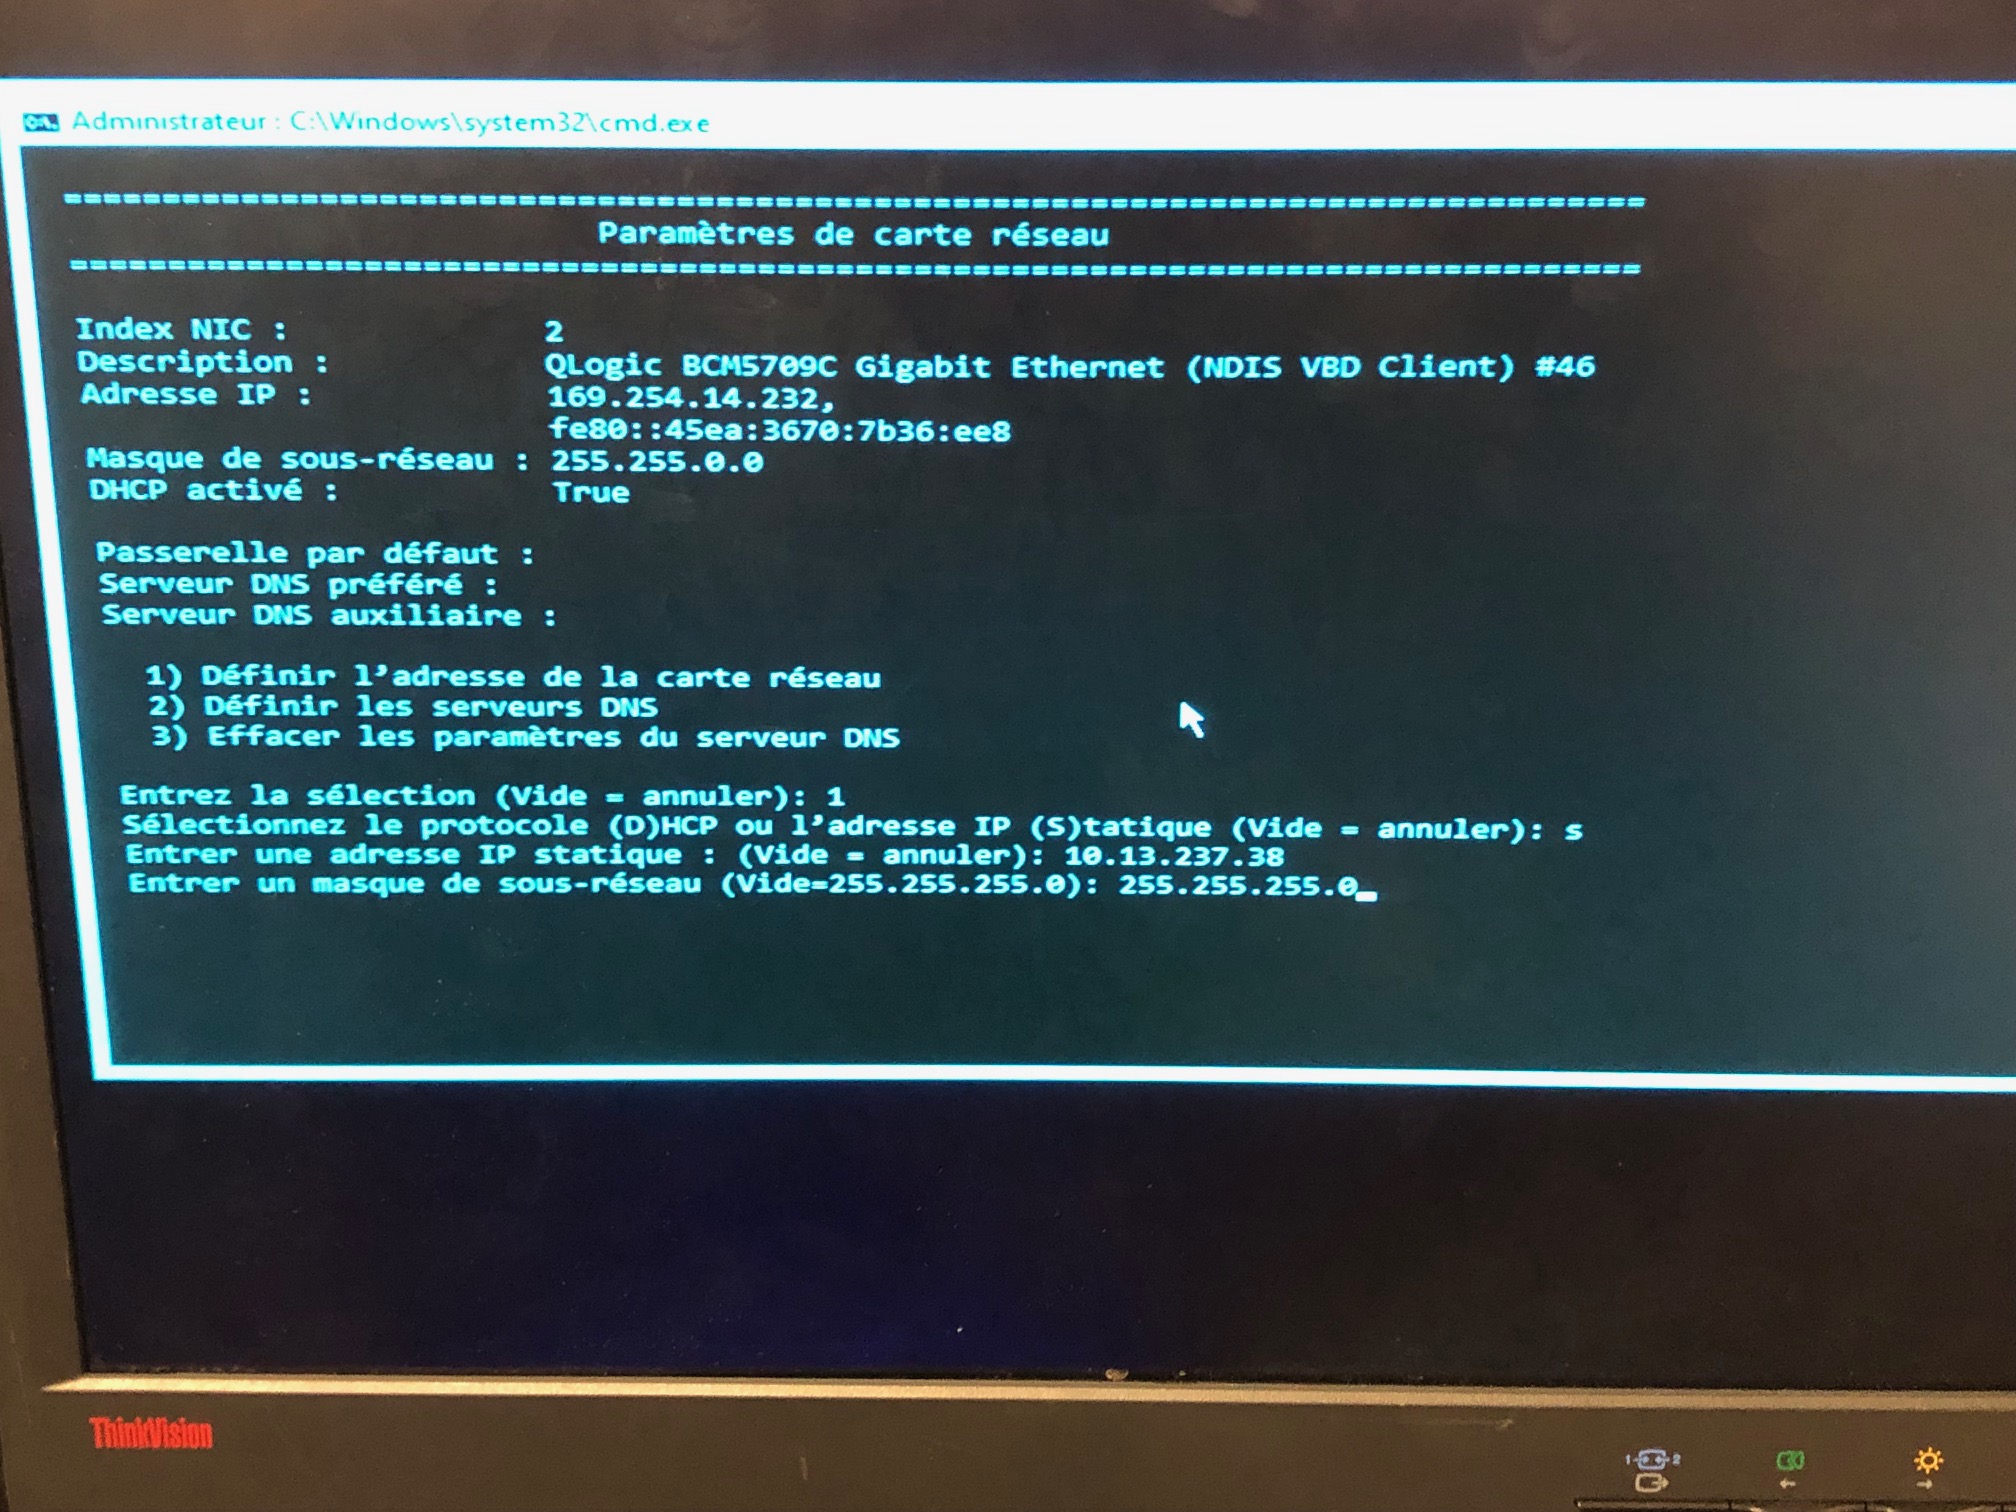 Administrateur : C:\Windows\system32\cmd.exe
================================================================================
Paramètres de carte réseau
================================================================================
Index NIC : 2
Description : QLogic BCM5709C Gigabit Ethernet (NDIS VBD Client) #46
Adresse IP : 169.254.14.232,
fe80::45ea:3670:7b36:ee8
Masque de sous-réseau : 255.255.0.0
DHCP activé : True
Passerelle par défaut :
Serveur DNS préféré :
Serveur DNS auxiliaire :
1) Définir l'adresse de la carte réseau
2) Définir les serveurs DNS
3) Effacer les paramètres du serveur DNS
Entrez la sélection (Vide = annuler): 1
Sélectionnez le protocole (D)HCP ou l'adresse IP (S)tatique (Vide = annuler): s
Entrer une adresse IP statique : (Vide = annuler): 10.13.237.38
Entrer un masque de sous-réseau (Vide=255.255.255.0): 255.255.255.0_
ThinkVision
1 2